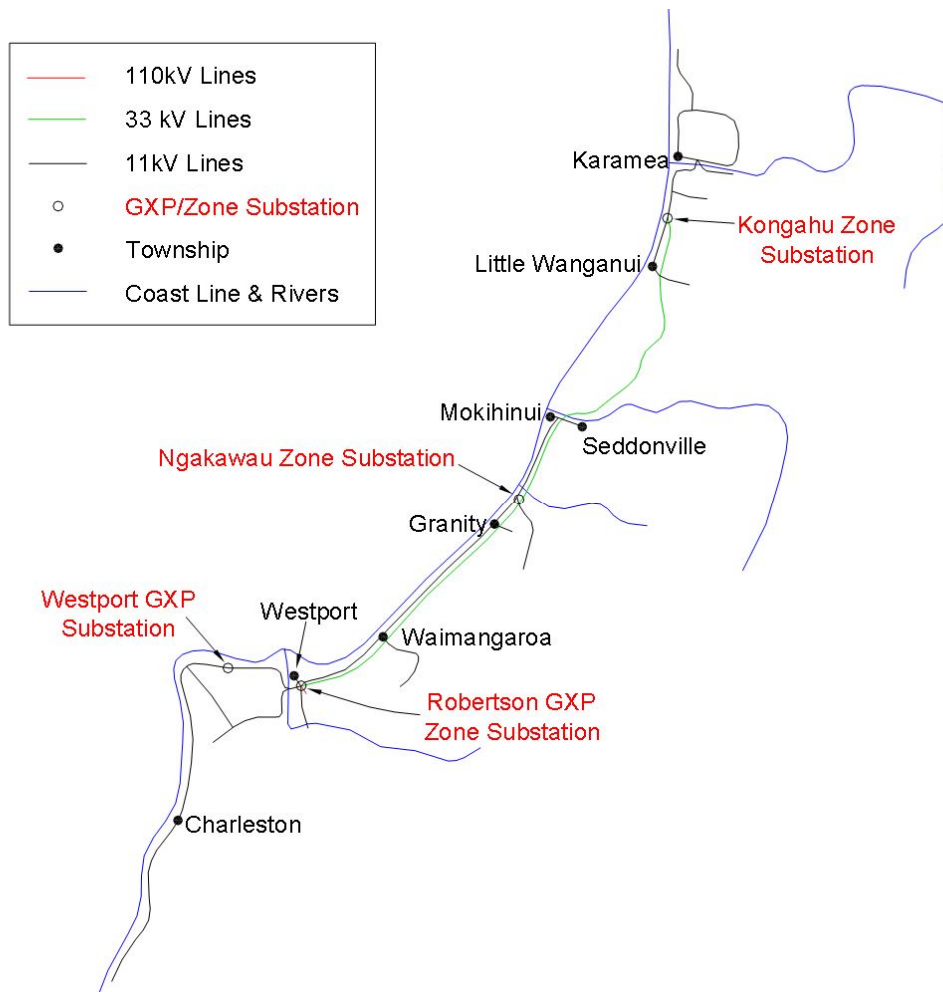 110kV Lines
33 kV Lines
11kV Lines
GXP/Zone Substation
Township
Coast Line & Rivers
Karamea
Kongahu Zone
Substation
Little Wanganui
Mokihinui
Seddonville
Ngakawau Zone Substation
Granity
Westport GXP
Substation
Westport
Waimangaroa
Robertson GXP
Zone Substation
Charleston